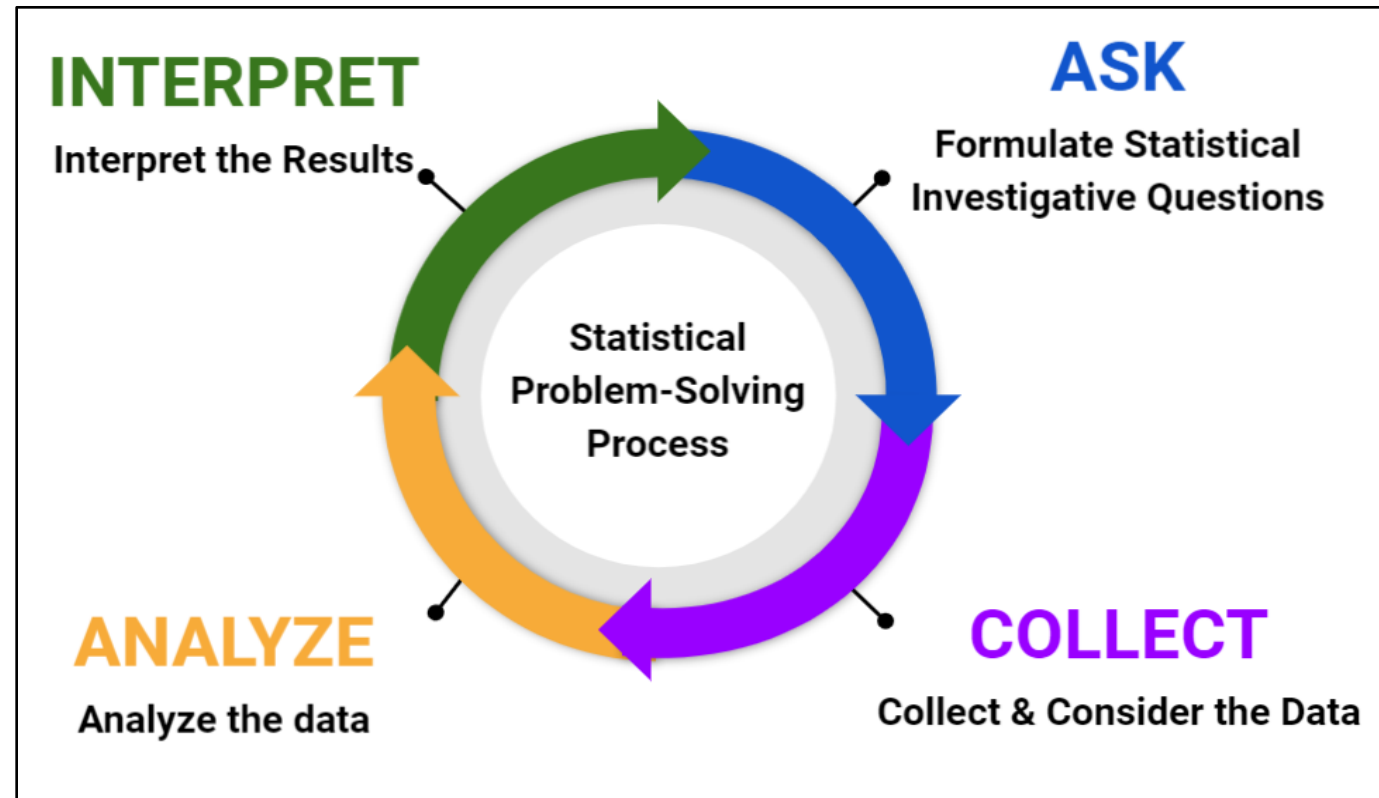 INTERPRET
Interpret the Results
ASK
Formulate Statistical
Investigative Questions
Statistical
Problem-Solving
Process
ANALYZE
Analyze the data
COLLECT
Collect & Consider the Data